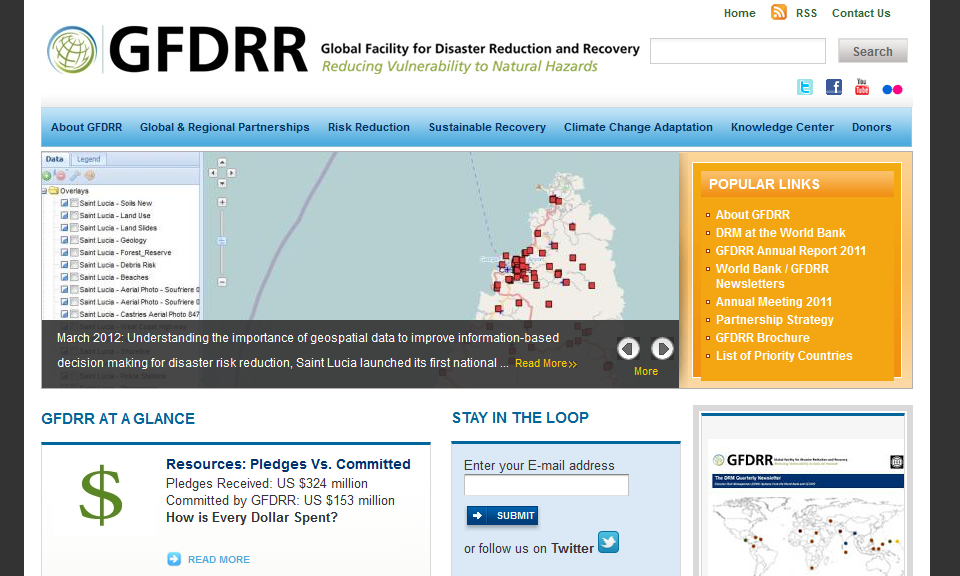 Home RSS Contact Us
GFDRR
Global Facility for Disaster Reduction and Recovery
Reducing Vulnerability to Natural Hazards
Search
You
Tube
About GFDRR Global & Regional Partnerships Risk Reduction Sustainable Recovery Climate Change Adaptation Knowledge Center Donors
Data Legend
Overlays
Saint Lucia - Soils New
Saint Lucia - Land Use
Saint Lucia - Land Slides
Saint Lucia - Geology
Saint Lucia - Forest_Reserve
Saint Lucia - Debris Risk
Saint Lucia - Beaches
Saint Lucia - Aerial Photo - Soufriere
Saint Lucia - Aerial Photo - Soufriere
Saint Lucia - Castries Aerial Photo 847
March 2012: Understanding the importance of geospatial data to improve information-based
decision making for disaster risk reduction, Saint Lucia launched its first national ... Read More>>
More
POPULAR LINKS
About GFDRR
DRM at the World Bank
GFDRR Annual Report 2011
World Bank / GFDRR
Newsletters
Annual Meeting 2011
Partnership Strategy
GFDRR Brochure
List of Priority Countries
GFDRR AT A GLANCE
$
Resources: Pledges Vs. Committed
Pledges Received: US $324 million
Committed by GFDRR: US $153 million
How is Every Dollar Spent?
READ MORE
STAY IN THE LOOP
Enter your E-mail address
SUBMIT
or follow us on Twitter
GFDRR
Global Facility for Disaster Reduction and Recovery
Reducing Vulnerability to Natural Hazards
The DRM Quarterly Newsletter